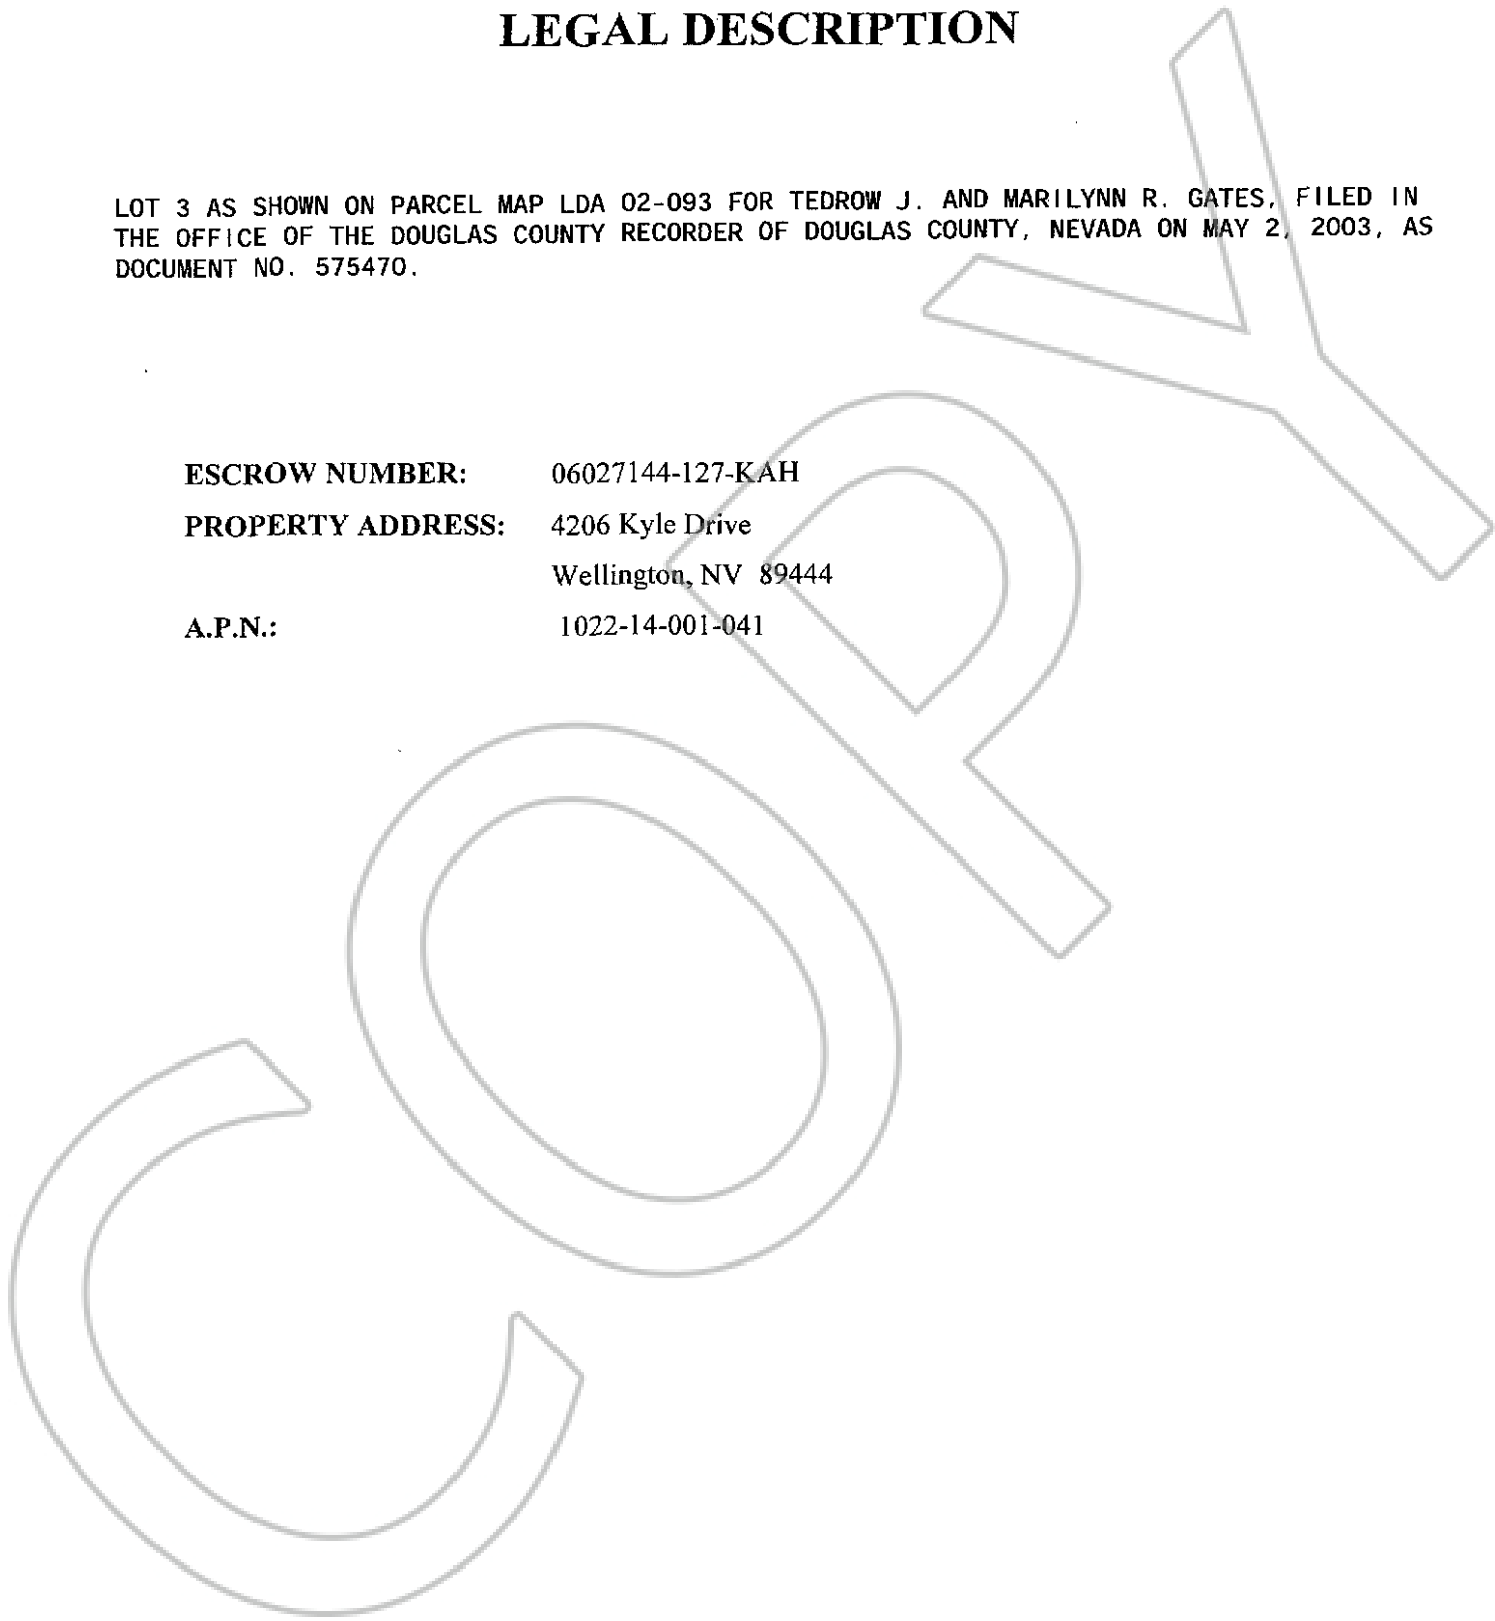 LEGAL DESCRIPTION
LOT 3 AS SHOWN ON PARCEL MAP LDA 02-093 FOR TEDROW J. AND MARILYNN R. GATES, FILED IN
THE OFFICE OF THE DOUGLAS COUNTY RECORDER OF DOUGLAS COUNTY, NEVADA ON MAY 2, 2003, AS
DOCUMENT NO. 575470.
ESCROW NUMBER: 06027144-127-KAH
PROPERTY ADDRESS: 4206 Kyle Drive
Wellington, NV 89444
A.P.N.: 1022-14-001-041
COPY